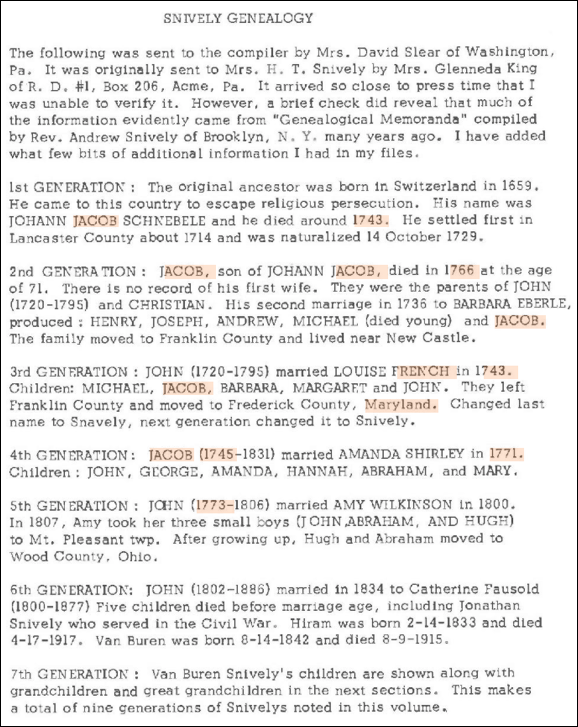 SNIVELY GENEALOGY
The following was sent to the compiler by Mrs. David Slear of Washington,
Pa. It was originally sent to Mrs. H. T. Snively by Mrs. Glenneda King
of R. D. #1, Box 206, Acme, Pa. It arrived so close to press time that I
was unable to verify it. However, a brief check did reveal that much of
the information evidently came from "Genealogical Memoranda" compiled
by Rev. Andrew Snively of Brooklyn, N. Y. many years ago. I have added
what few bits of additional information I had in my files.
1st GENERATION : The original ancestor was born in Switzerland in 1659.
He came to this country to escape religious persecution. His name was
JOHANN JACOB SCHNEBELE and he died around 1743. He settled first in
Lancaster County about 1714 and was naturalized 14 October 1729.
2nd GENERATION : JACOB, son of JOHANN JACOB, died in 1766 at the age
of 71. There is no record of his first wife. They were the parents of JOHN
(1720-1795) and CHRISTIAN. His second marriage in 1736 to BARBARA EBERLE,
produced : HENRY, JOSEPH, ANDREW, MICHAEL (died young) and JACOB.
The family moved to Franklin County and lived near New Castle.
3rd GENERATION : JOHN (1720-1795) married LOUISE FRENCH in 1743.
Children: MICHAEL, JACOB, BARBARA, MARGARET and JOHN. They left
Franklin County and moved to Frederick County, Maryland. Changed last
name to Snavely, next generation changed it to Snively.
4th GENERATION : JACOB (1745-1831) married AMANDA SHIRLEY in 1771.
Children : JOHN, GEORGE, AMANDA, HANNAH, ABRAHAM, and MARY.
5th GENERATION : JOHN (1773-1806) married AMY WILKINSON in 1800.
In 1807, Amy took her three small boys (JOHN,ABRAHAM, AND HUGH)
to Mt. Pleasant twp. After growing up, Hugh and Abraham moved to
Wood County, Ohio.
6th GENERATION: JOHN (1802-1886) married in 1834 to Catherine Fausold
(1800-1877) Five children died before marriage age, including Jonathan
Snively who served in the Civil War. Hiram was born 2-14-1833 and died
4-17-1917. Van Buren was born 8-14-1842 and died 8-9-1915.
7th GENERATION : Van Buren Snively's children are shown along with
grandchildren and great grandchildren in the next sections. This makes
a total of nine generations of Snivelys noted in this volume.